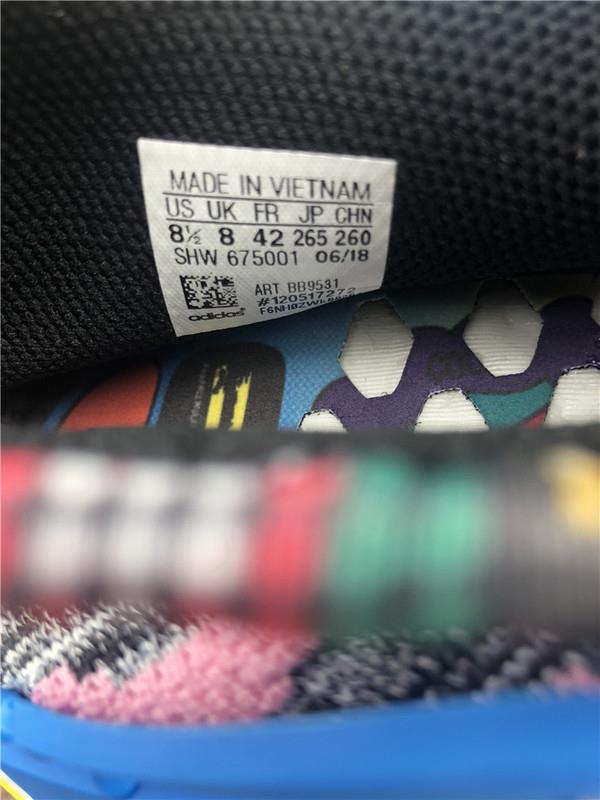 MADE IN VIETNAM
US UK FR JP CHN
8½ 8 42 265 260
SHW 675001 06/18
ART BB9531
#120517272
adidas